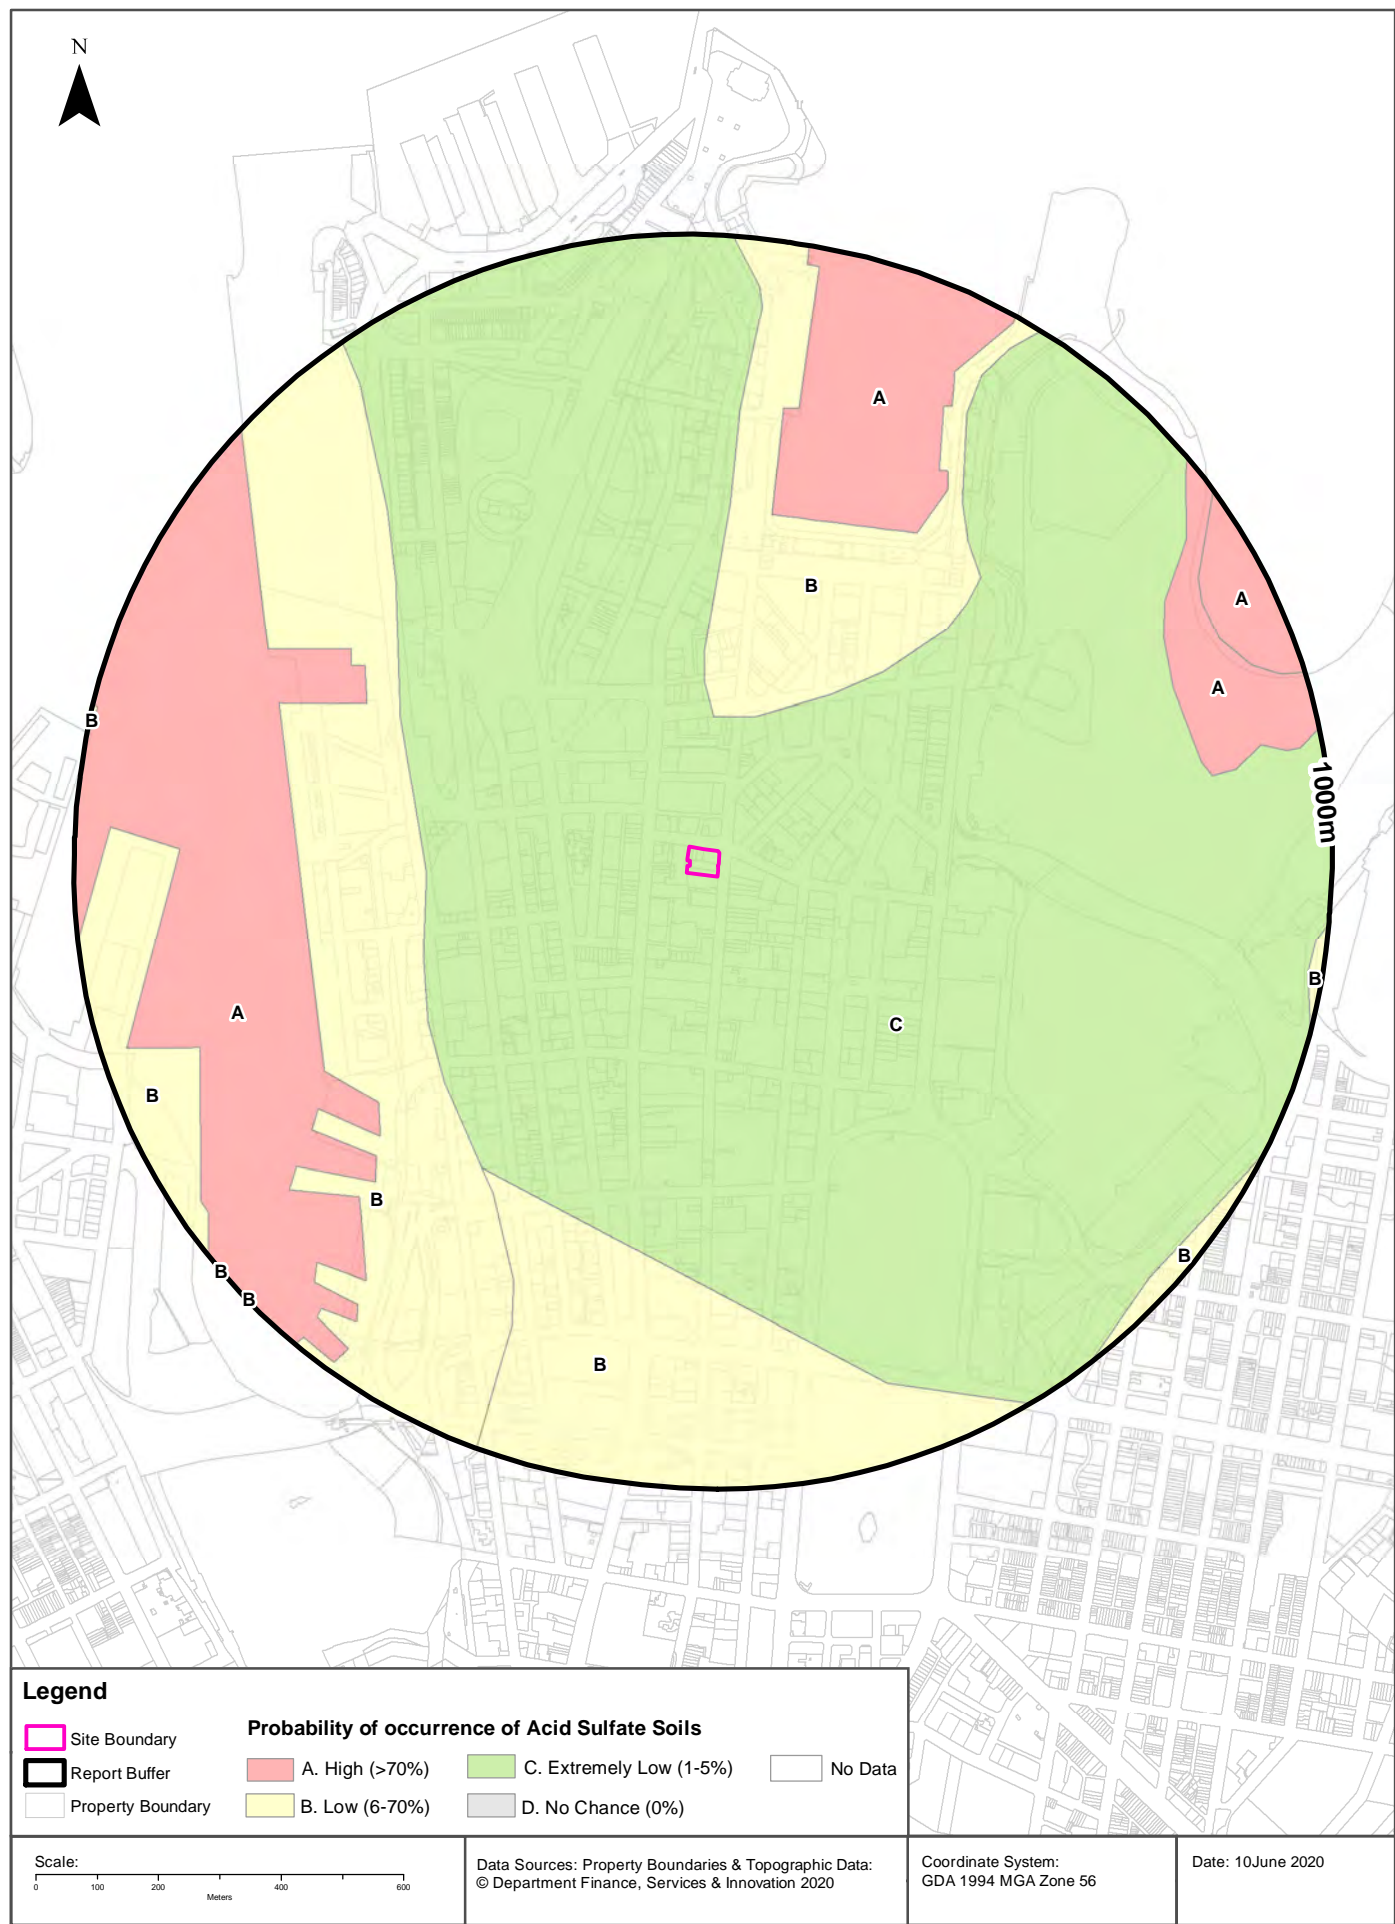 N
A
B
A
A
B
1000m
B
A
C
B
B
B
B
B
B
Legend
Site Boundary
Report Buffer
Property Boundary
Probability of occurrence of Acid Sulfate Soils
A. High (>70%)
C. Extremely Low (1-5%)
No Data
B. Low (6-70%)
D. No Chance (0%)
Scale:
0 100 200 400 600
Meters
Data Sources: Property Boundaries & Topographic Data:
© Department Finance, Services & Innovation 2020
Coordinate System:
GDA 1994 MGA Zone 56
Date: 10June 2020